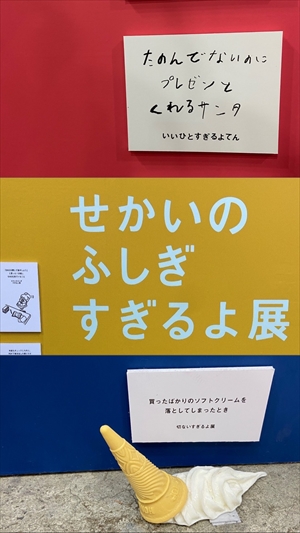 たのんでないのに
プレゼンと
くれるサンタ
いいひとすぎるよてん
せかいの
ふしぎ
すぎるよ展
買ったばかりのソフトクリームを
落としてしまったとき
切ないすぎるよ展